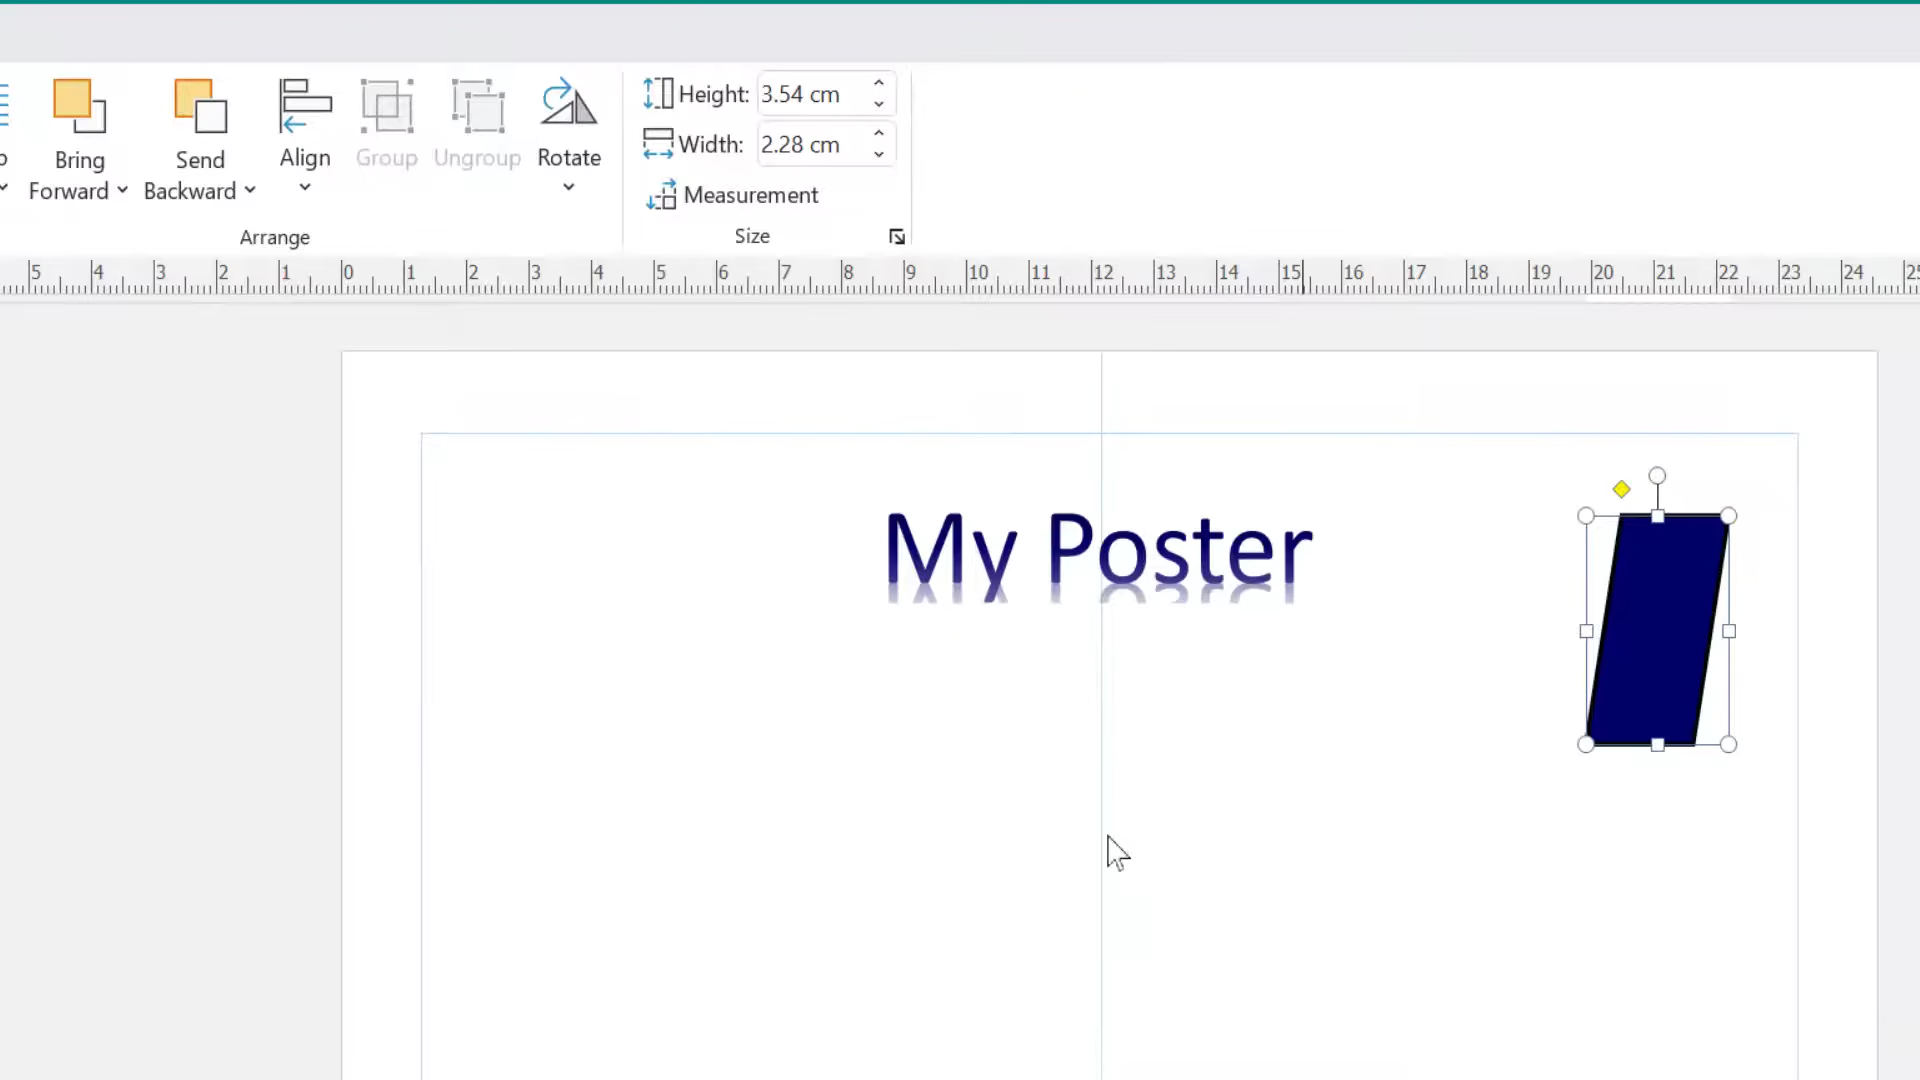 Bring Forward
Send Backward
Align
Group
Ungroup
Rotate
Arrange
Height: 3.54 cm
Width: 2.28 cm
Measurement
Size
5 4 3 2 1 0 1 2 3 4 5 6 7 8 9 10 11 12 13 14 15 16 17 18 19 20 21 22 23 24
My Poster